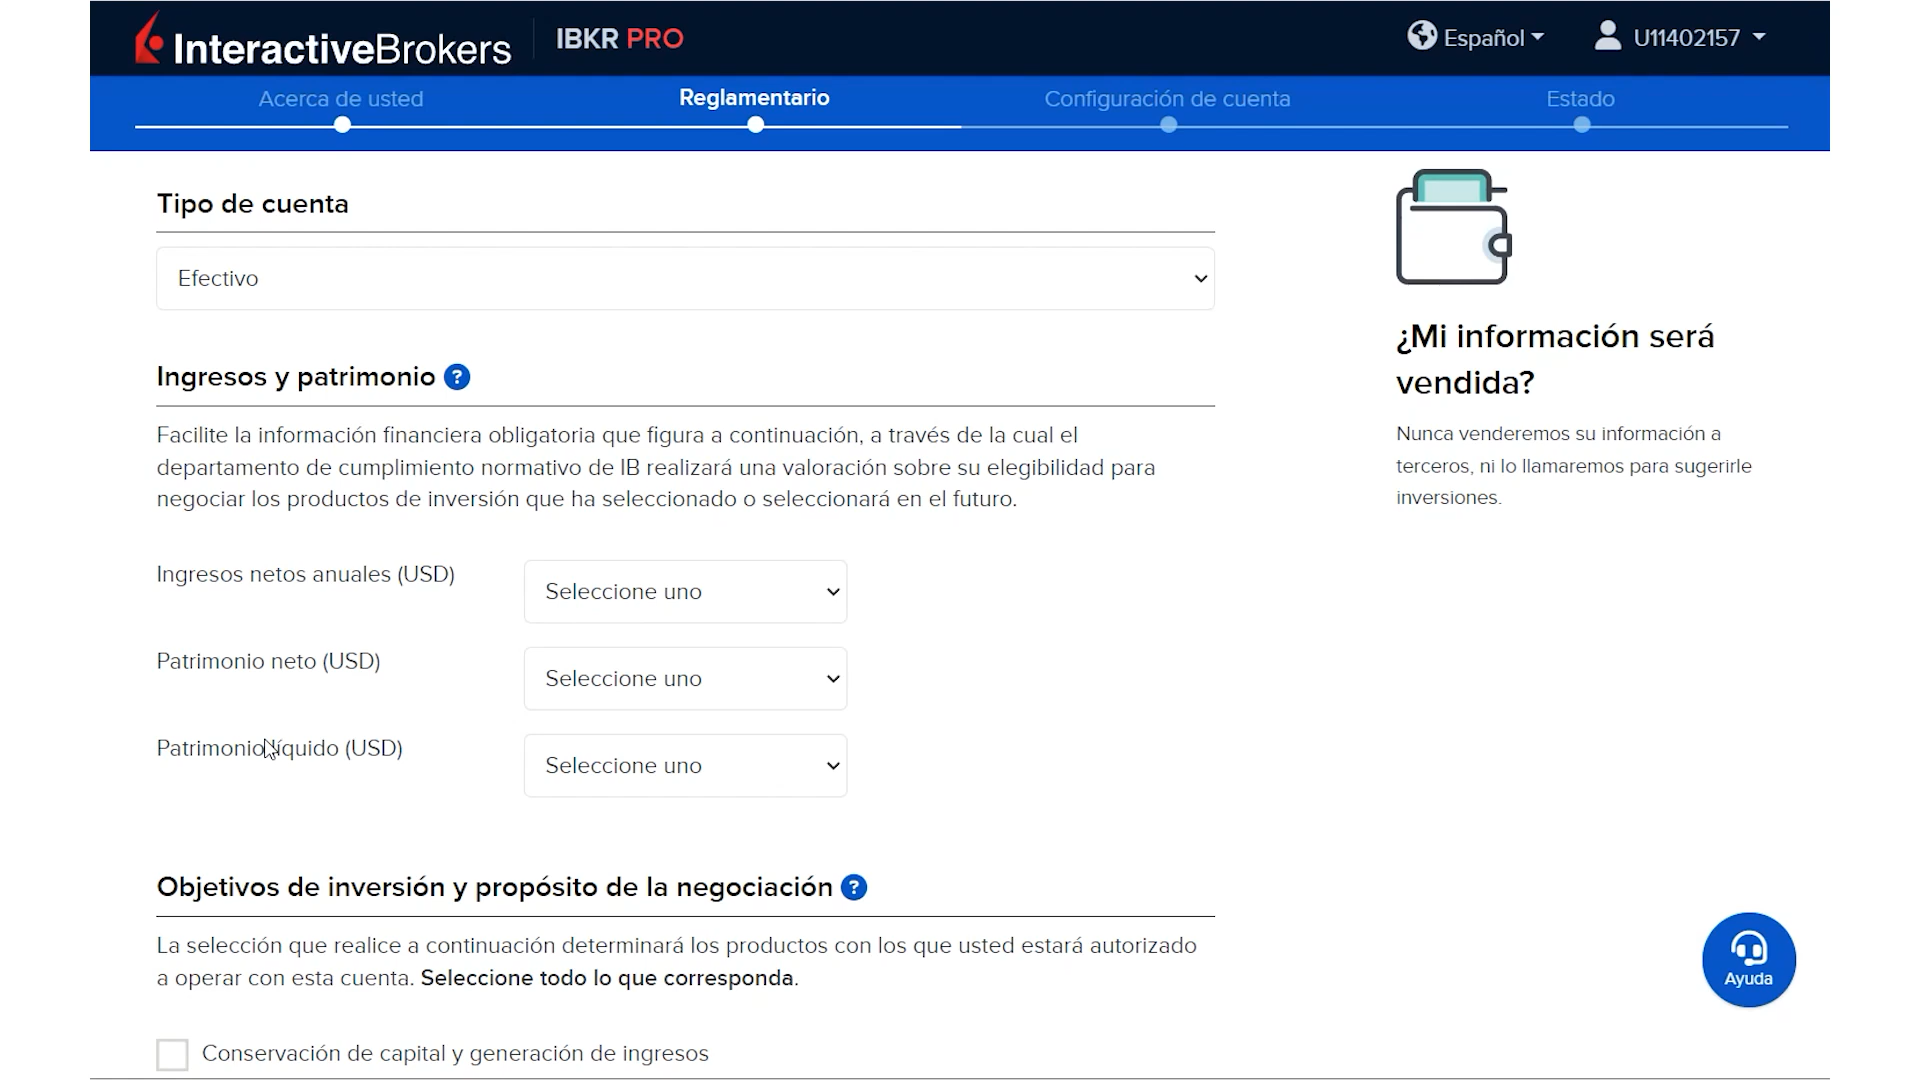 InteractiveBrokers IBKR PRO Español U11402157
Acerca de usted Reglamentario Configuración de cuenta Estado
Tipo de cuenta
Efectivo
Ingresos y patrimonio ?
Facilite la información financiera obligatoria que figura a continuación, a través de la cual el
departamento de cumplimiento normativo de IB realizará una valoración sobre su elegibilidad para
negociar los productos de inversión que ha seleccionado o seleccionará en el futuro.
Ingresos netos anuales (USD) Seleccione uno
Patrimonio neto (USD) Seleccione uno
Patrimonio líquido (USD) Seleccione uno
Objetivos de inversión y propósito de la negociación ?
La selección que realice a continuación determinará los productos con los que usted estará autorizado
a operar con esta cuenta. Seleccione todo lo que corresponda.
Conservación de capital y generación de ingresos
¿Mi información será
vendida?
Nunca venderemos su información a
terceros, ni lo llamaremos para sugerirle
inversiones.
Ayuda